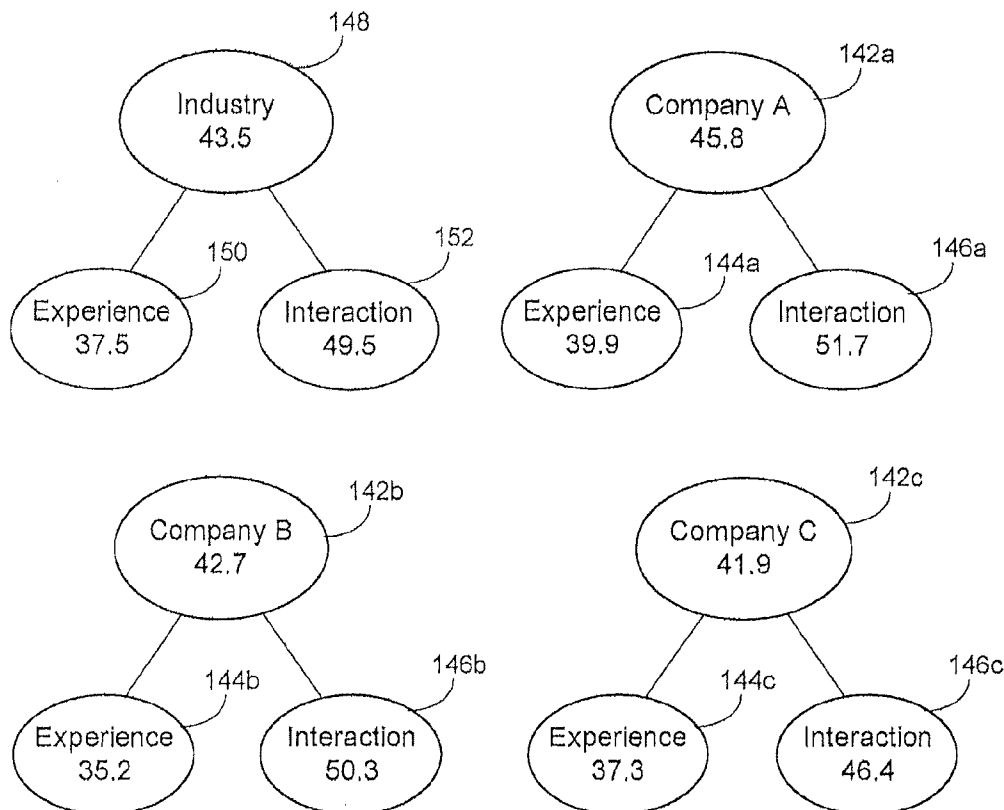 148
Industry
43.5
150
Experience
37.5
152
Interaction
49.5
142a
Company A
45.8
144a
Experience
39.9
146a
Interaction
51.7
142b
Company B
42.7
144b
Experience
35.2
146b
Interaction
50.3
142c
Company C
41.9
144c
Experience
37.3
146c
Interaction
46.4